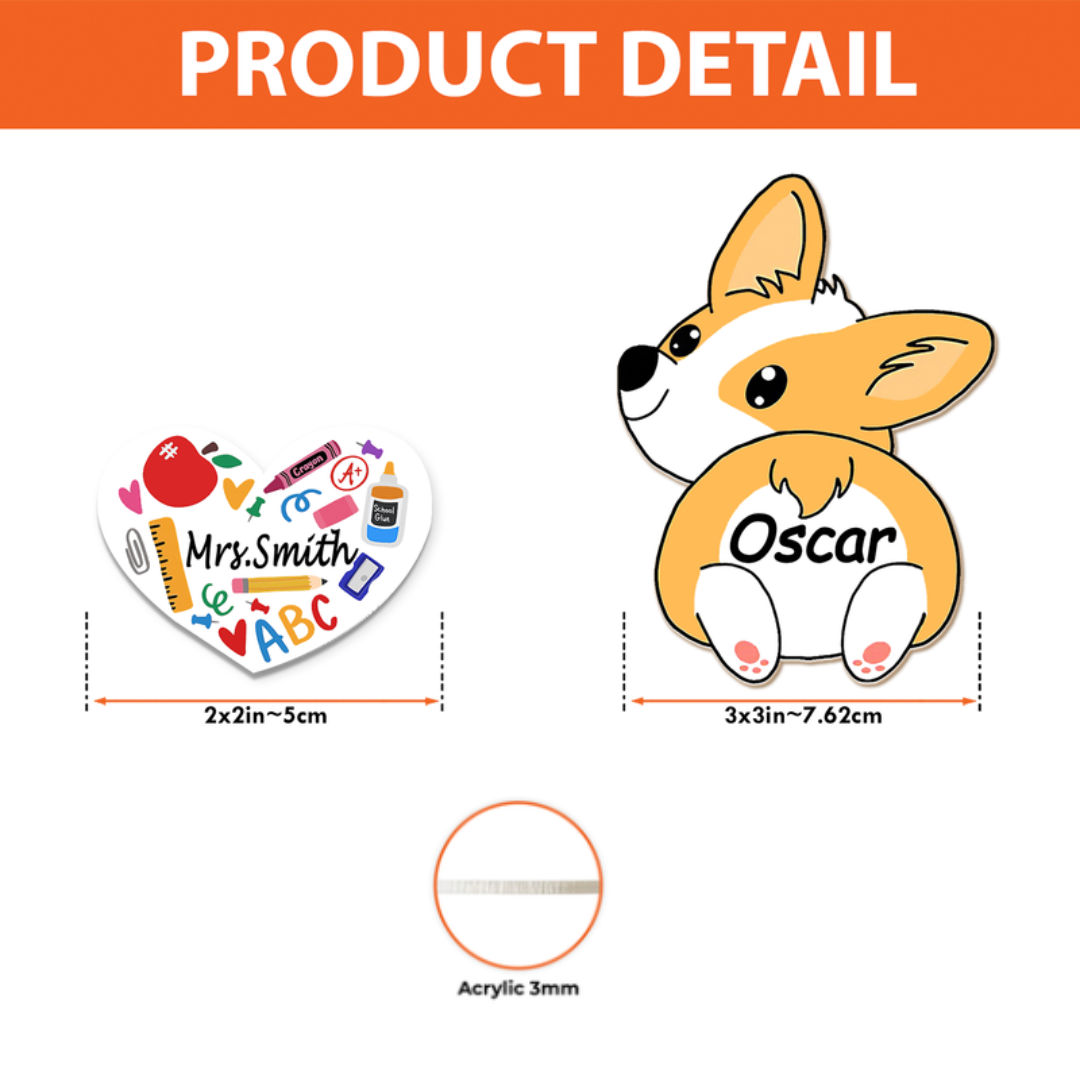 PRODUCT DETAIL
Crayon
A+
School
Glue
Mrs.Smith
ABC
Oscar
2x2in~5cm
3x3in~7.62cm
Acrylic 3mm